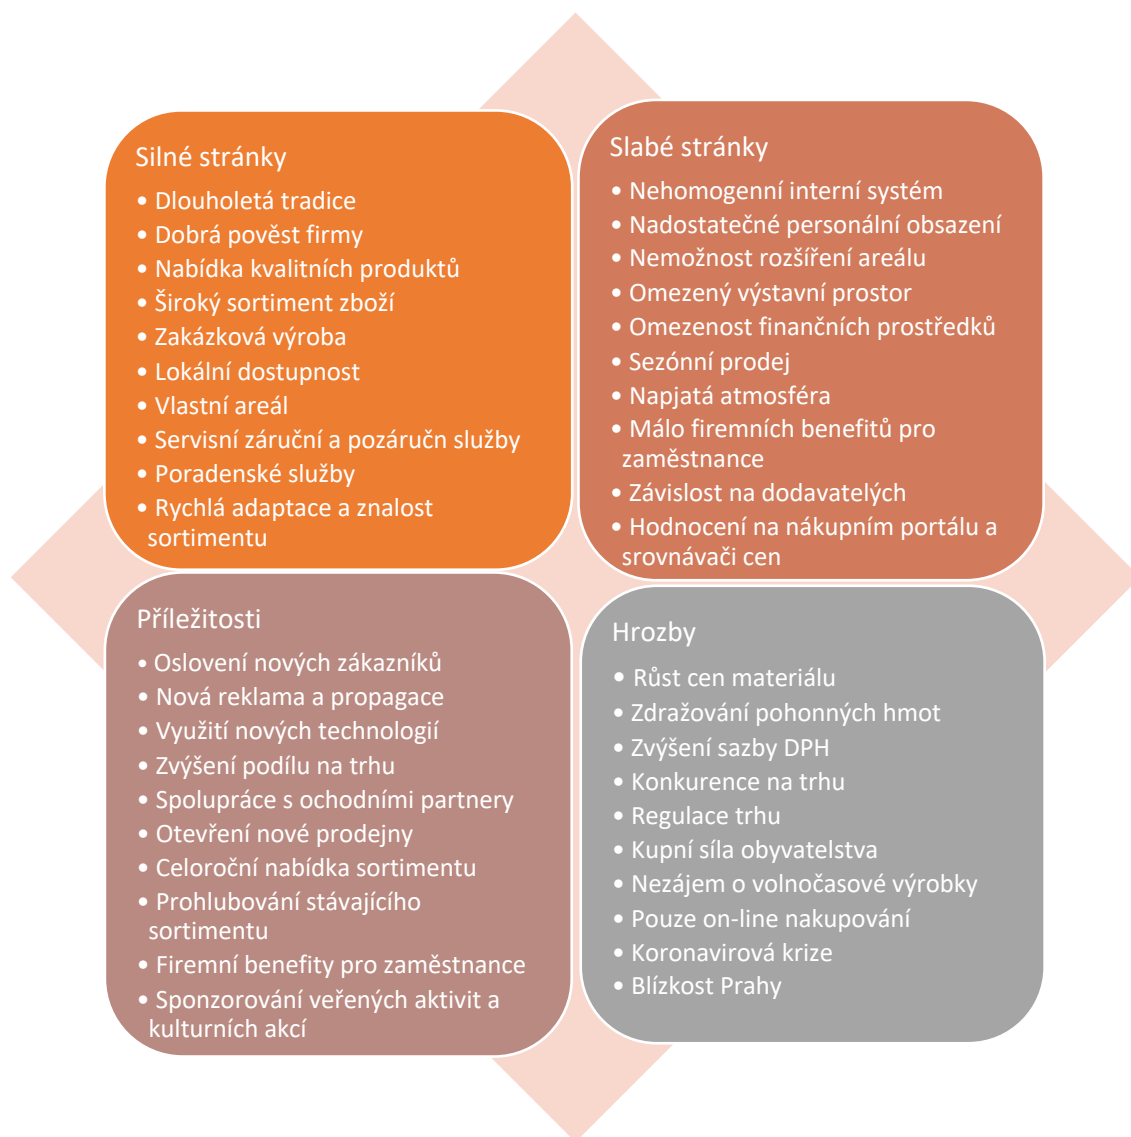 Silné stránky
• Dlouholetá tradice
• Dobrá pověst firmy
• Nabídka kvalitních produktů
• Široký sortiment zboží
• Zakázková výroba
• Lokální dostupnost
• Vlastní areál
• Servisní záruční a pozáručn služby
• Poradenské služby
• Rychlá adaptace a znalost
sortimentu
Slabé stránky
• Nehomogenní interní systém
• Nadostatečné personální obsazení
• Nemožnost rozšíření areálu
• Omezený výstavní prostor
• Omezenost finančních prostředků
• Sezónní prodej
• Napjatá atmosféra
• Málo firemních benefitů pro
zaměstnance
• Závislost na dodavatelých
• Hodnocení na nákupním portálu a
srovnávači cen
Příležitosti
• Oslovení nových zákazníků
• Nová reklama a propagace
• Využití nových technologií
• Zvýšení podílu na trhu
• Spolupráce s ochodními partnery
• Otevření nové prodejny
• Celoroční nabídka sortimentu
• Prohlubování stávajícího
sortimentu
• Firemní benefity pro zaměstnance
• Sponzorování veřených aktivit a
kulturních akcí
Hrozby
• Růst cen materiálu
• Zdražování pohonných hmot
• Zvýšení sazby DPH
• Konkurence na trhu
• Regulace trhu
• Kupní síla obyvatelstva
• Nezájem o volnočasové výrobky
• Pouze on-line nakupování
• Koronavirová krize
• Blízkost Prahy